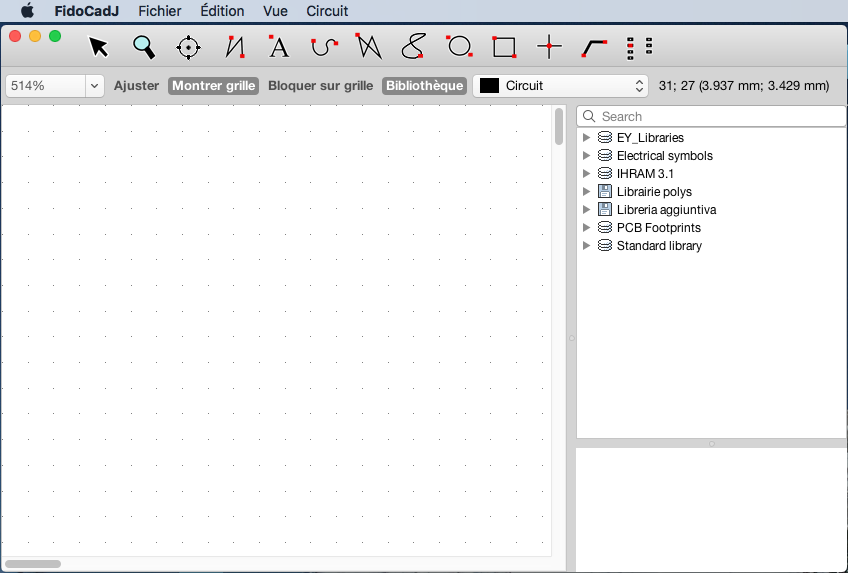 FidoCadJ Fichier Édition Vue Circuit
A
514% Ajuster Montrer grille Bloquer sur grille Bibliothèque Circuit 31; 27 (3.937 mm; 3.429 mm)
Search
EY_Libraries
Electrical symbols
IHRAM 3.1
Librairie polys
Libreria aggiuntiva
PCB Footprints
Standard library